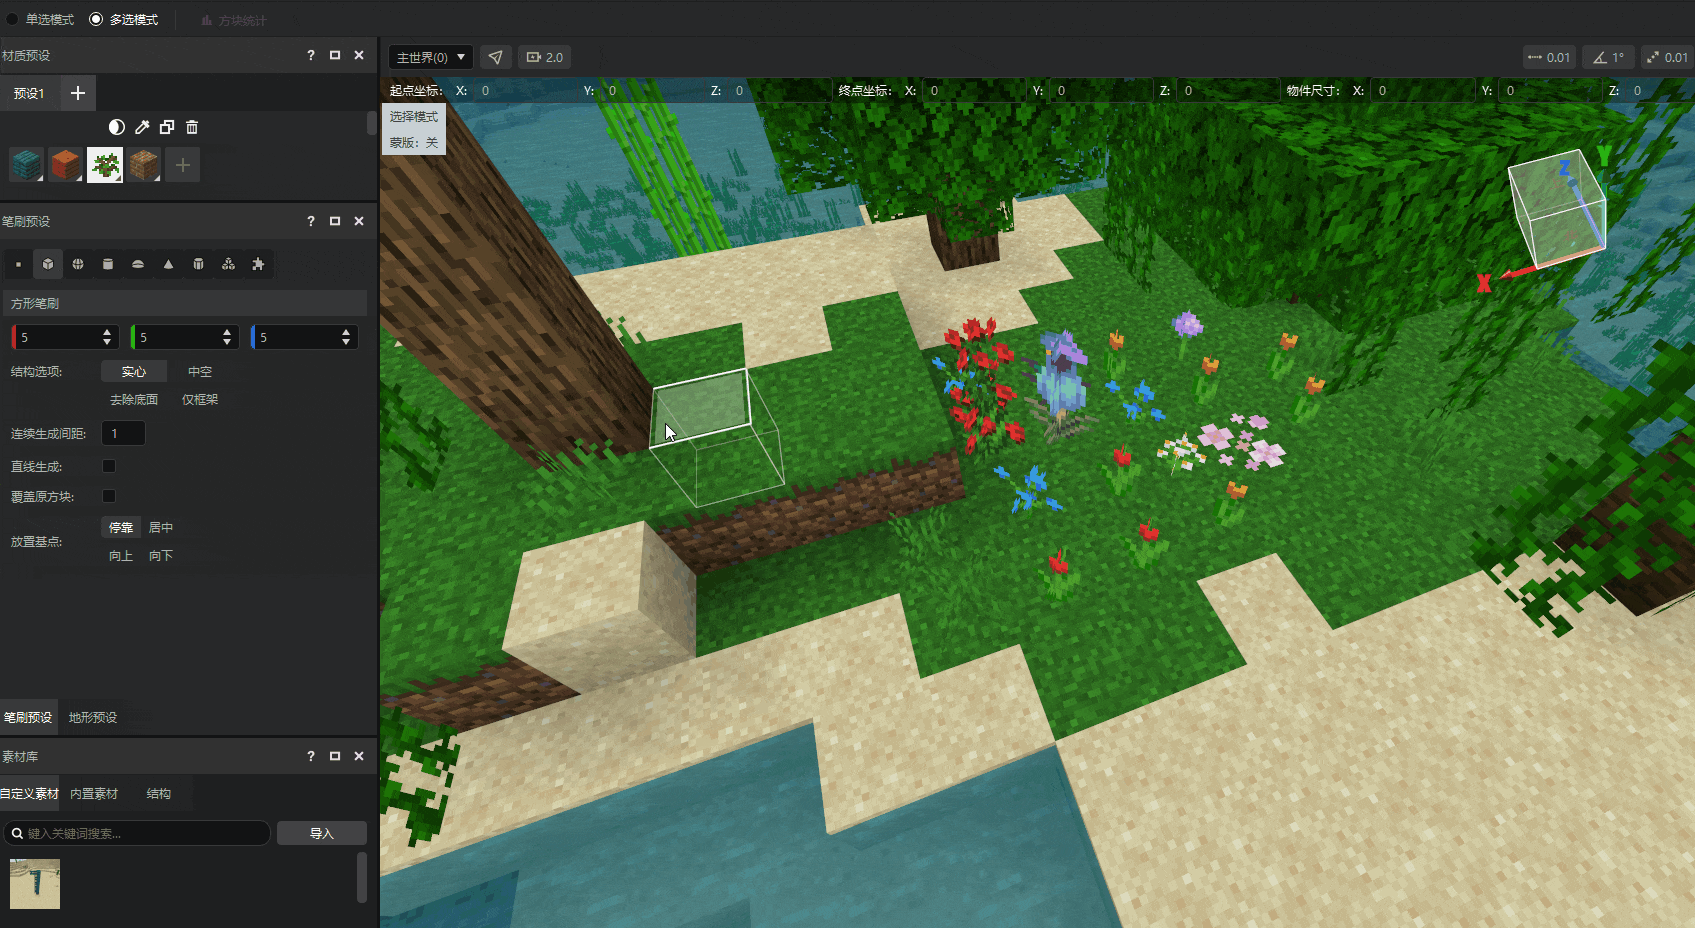 单选模式 多选模式 方块统计
材质预设 ?
预设1
笔刷预设 ?
方形笔刷
5 5 5
结构选项: 实心 中空
去除底面 仅框架
连续生成间距: 1
直线生成:
覆盖原方块:
放置基点: 停靠 居中
向上 向下
笔刷预设 地形预设
素材库 ?
自定义素材 内置素材 结构
键入关键词搜索... 导入
主世界(0) 2.0 0.01 1° 0.01
起点坐标: X: 0 Y: 0 Z: 0 终点坐标: X: 0 Y: 0 Z: 0 物件尺寸: X: 0 Y: 0 Z: 0
选择模式
蒙版: 关
Z Y
X